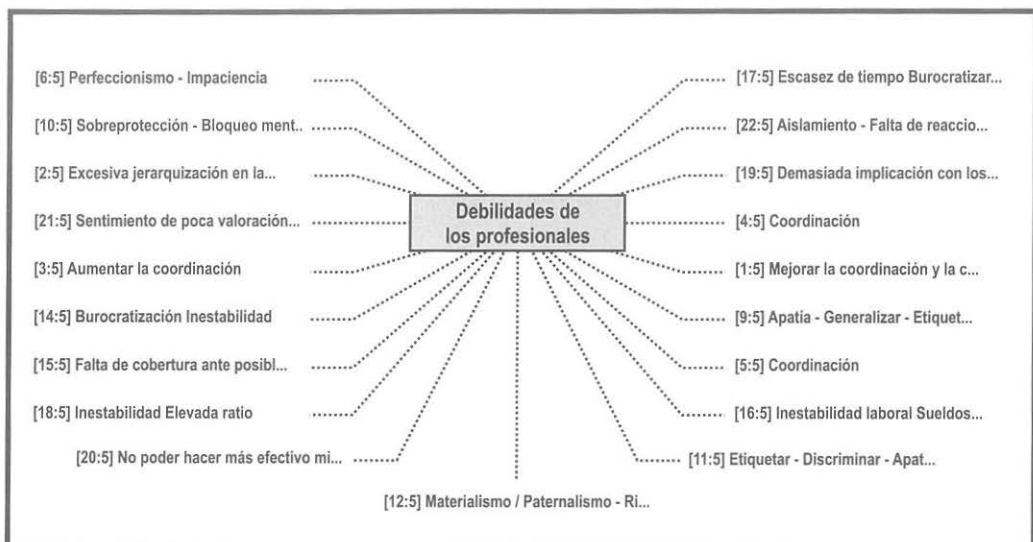 [6:5] Perfeccionismo - Impaciencia
[10:5] Sobreprotección - Bloqueo ment..
[2:5] Excesiva jerarquización en la...
[21:5] Sentimiento de poca valoración...
[3:5] Aumentar la coordinación
[14:5] Burocratización Inestabilidad
[15:5] Falta de cobertura ante posibl...
[18:5] Inestabilidad Elevada ratio
[20:5] No poder hacer más efectivo mi...
[12:5] Materialismo / Paternalismo - Ri...
Debilidades de
los profesionales
[17:5] Escasez de tiempo Burocratizar...
[22:5] Aislamiento - Falta de reaccio...
[19:5] Demasiada implicación con los...
[4:5] Coordinación
[1:5] Mejorar la coordinación y la c...
[9:5] Apatía - Generalizar - Etiquet...
[5:5] Coordinación
[16:5] Inestabilidad laboral Sueldos...
[11:5] Etiquetar - Discriminar - Apat...